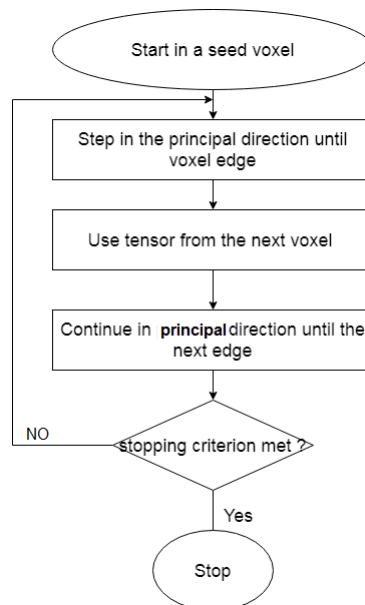 Start in a seed voxel
Step in the principal direction until
voxel edge
Use tensor from the next voxel
Continue in principal direction until the
next edge
stopping criterion met ?
NO
Yes
Stop